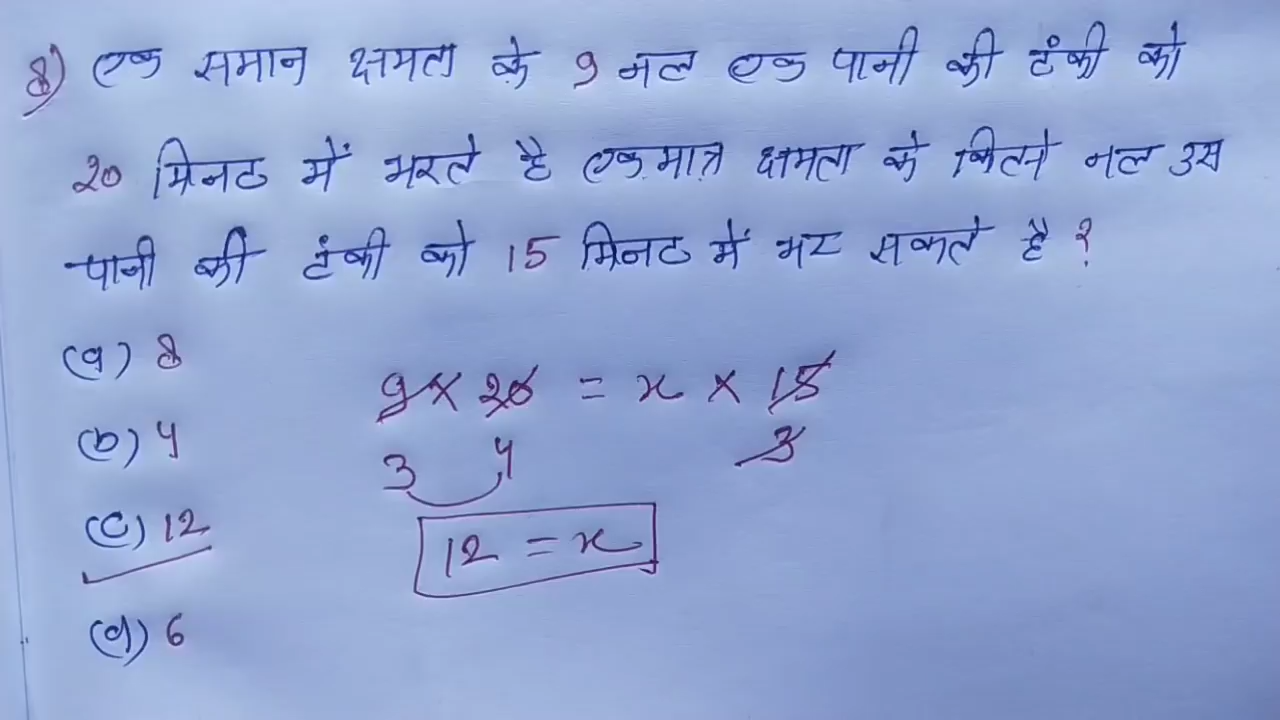 8) एक समान क्षमता के 9 नल एक पानी की टंकी को
20 मिनट में भरते है एक मात्र क्षमता के कितने नल उस
पानी की टंकी को 15 मिनट में भर सकते है ?
(a) 8
(b) 4
(c) 12
(d) 6
9 × 20 = x × 15
3 4 3
12 = x